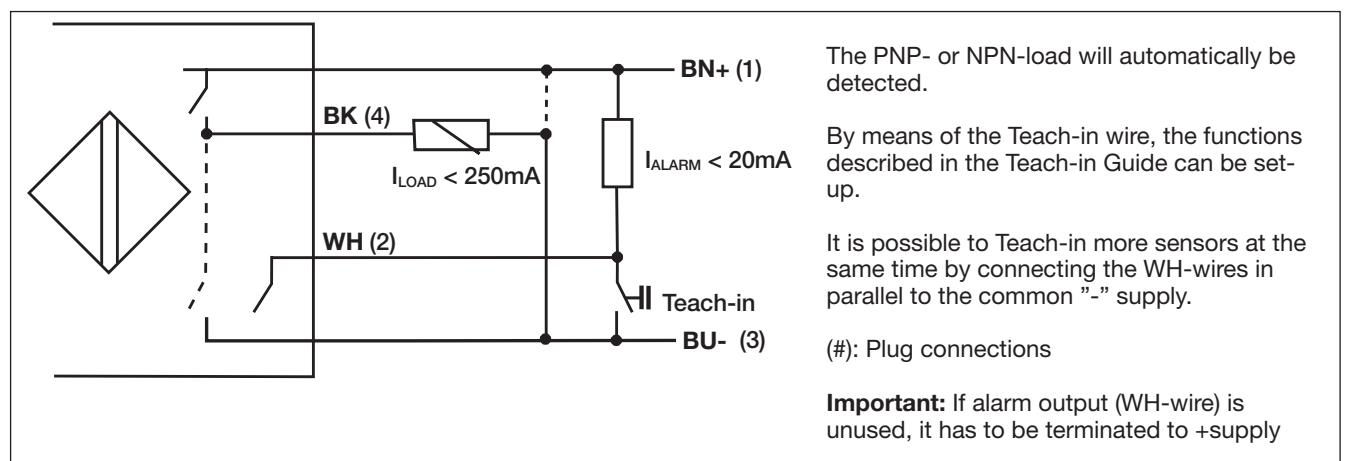 BN+ (1)
BK (4)
I_LOAD < 250mA
I_ALARM < 20mA
WH (2)
Teach-in
BU- (3)
The PNP- or NPN-load will automatically be
detected.
By means of the Teach-in wire, the functions
described in the Teach-in Guide can be set-
up.
It is possible to Teach-in more sensors at the
same time by connecting the WH-wires in
parallel to the common ”-” supply.
(#): Plug connections
Important: If alarm output (WH-wire) is
unused, it has to be terminated to +supply